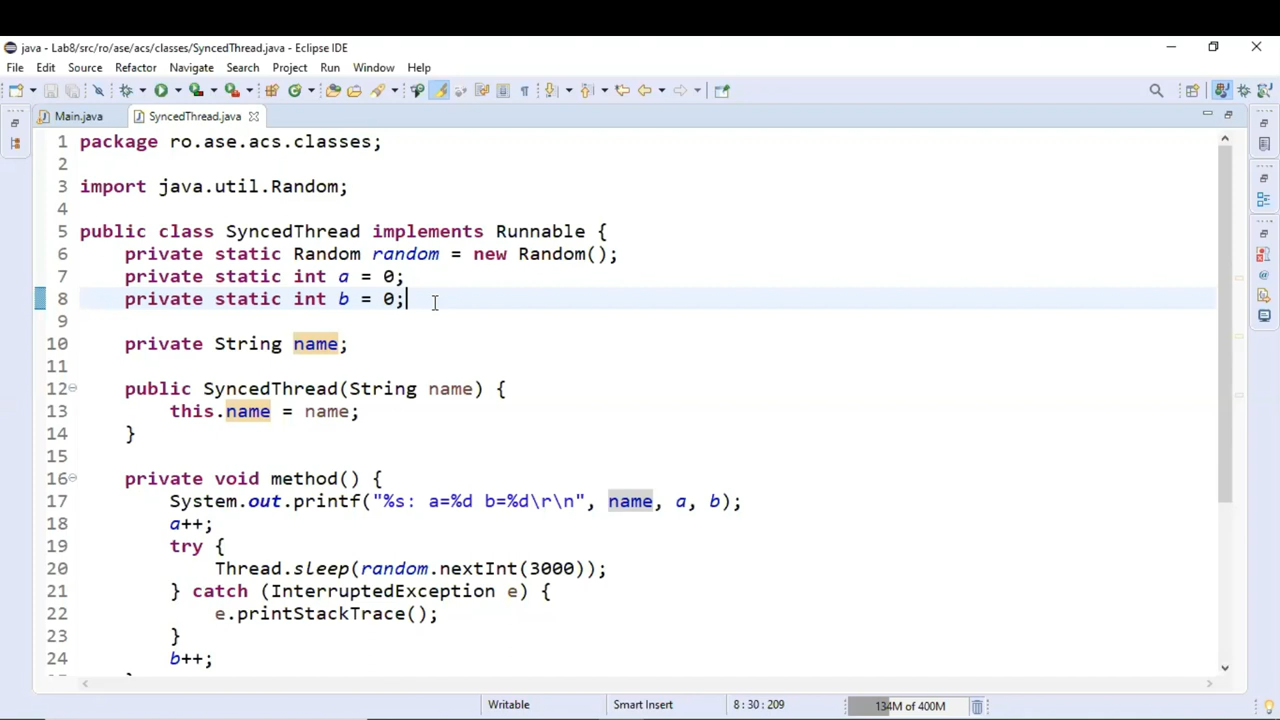 java - Lab8/src/ro/ase/acs/classes/SyncedThread.java - Eclipse IDE
File Edit Source Refactor Navigate Search Project Run Window Help
Main.java SyncedThread.java
1 package ro.ase.acs.classes;
2
3 import java.util.Random;
4
5 public class SyncedThread implements Runnable {
6 private static Random random = new Random();
7 private static int a = 0;
8 private static int b = 0;
9
10 private String name;
11
12 public SyncedThread(String name) {
13 this.name = name;
14 }
15
16 private void method() {
17 System.out.printf("%s: a=%d b=%d\r\n", name, a, b);
18 a++;
19 try {
20 Thread.sleep(random.nextInt(3000));
21 } catch (InterruptedException e) {
22 e.printStackTrace();
23 }
24 b++;
Writable Smart Insert 8 : 30 : 209 134M of 400M